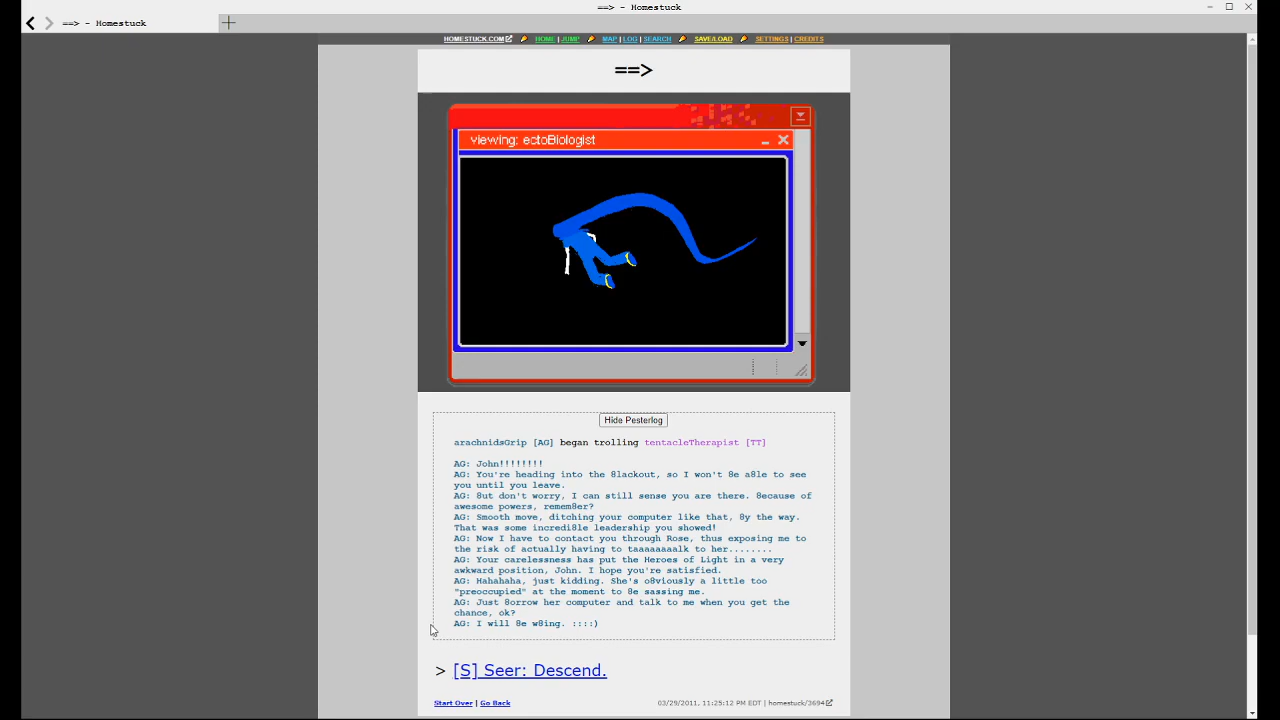 ==> - Homestuck
==> - Homestuck
HOMESTUCK.COM HOME | JUMP MAP | LOG | SEARCH SAVE/LOAD SETTINGS | CREDITS
==>
viewing: ectoBiologist
Hide Pesterlog
arachnidsGrip [AG] began trolling tentacleTherapist [TT]
AG: John!!!!!!!!
AG: You're heading into the 8lackout, so I won't 8e a8le to see
you until you leave.
AG: 8ut don't worry, I can still sense you are there. 8ecause of
awesome powers, remem8er?
AG: Smooth move, ditching your computer like that, 8y the way.
That was some incredi8le leadership you showed!
AG: Now I have to contact you through Rose, thus exposing me to
the risk of actually having to taaaaaaaalk to her........
AG: Your carelessness has put the Heroes of Light in a very
awkward position, John. I hope you're satisfied.
AG: Hahahaha, just kidding. She's o8viously a little too
"preoccupied" at the moment to 8e sassing me.
AG: Just 8orrow her computer and talk to me when you get the
chance, ok?
AG: I will 8e w8ing. ::::)
> [S] Seer: Descend.
Start Over | Go Back 03/29/2011, 11:25:12 PM EDT | homestuck/3694